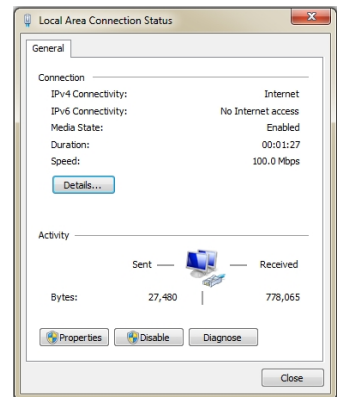 Local Area Connection Status
General
Connection
IPv4 Connectivity: Internet
IPv6 Connectivity: No Internet access
Media State: Enabled
Duration: 00:01:27
Speed: 100.0 Mbps
Details...
Activity
Sent — — Received
Bytes: 27,480 | 778,065
Properties Disable Diagnose
Close